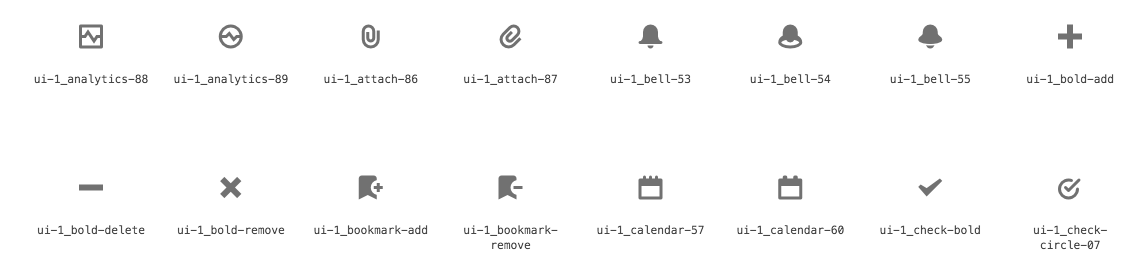 ui-1_analytics-88
ui-1_analytics-89
ui-1_attach-86
ui-1_attach-87
ui-1_bell-53
ui-1_bell-54
ui-1_bell-55
ui-1_bold-add
ui-1_bold-delete
ui-1_bold-remove
ui-1_bookmark-add
ui-1_bookmark-
remove
ui-1_calendar-57
ui-1_calendar-60
ui-1_check-bold
ui-1_check-
circle-07